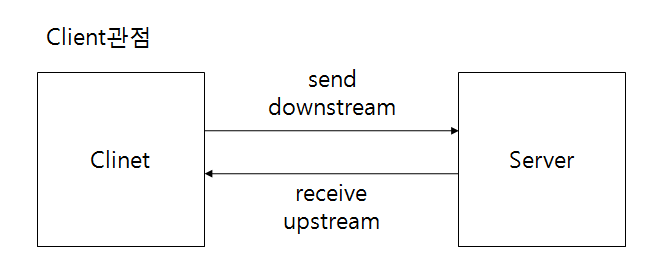 Client관점
send
downstream
Clinet
Server
receive
upstream